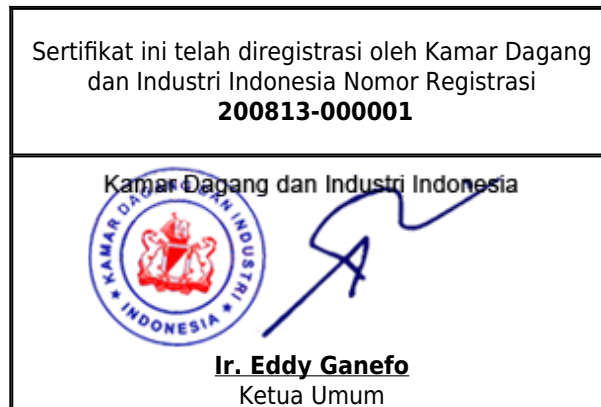 Sertifikat ini telah diregistrasi oleh Kamar Dagang
dan Industri Indonesia Nomor Registrasi
200813-000001
Kamar Dagang dan Industri Indonesia
KAMAR DAGANG DAN INDUSTRI
INDONESIA
Ir. Eddy Ganefo
Ketua Umum